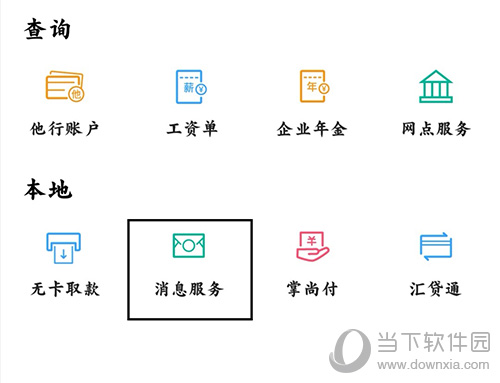 查询
他行账户 工资单 企业年金 网点服务
薪 ¥ 年 ¥ 他
本地
¥
无卡取款 消息服务 掌尚付 汇贷通
当下软件园
www.downxia.com